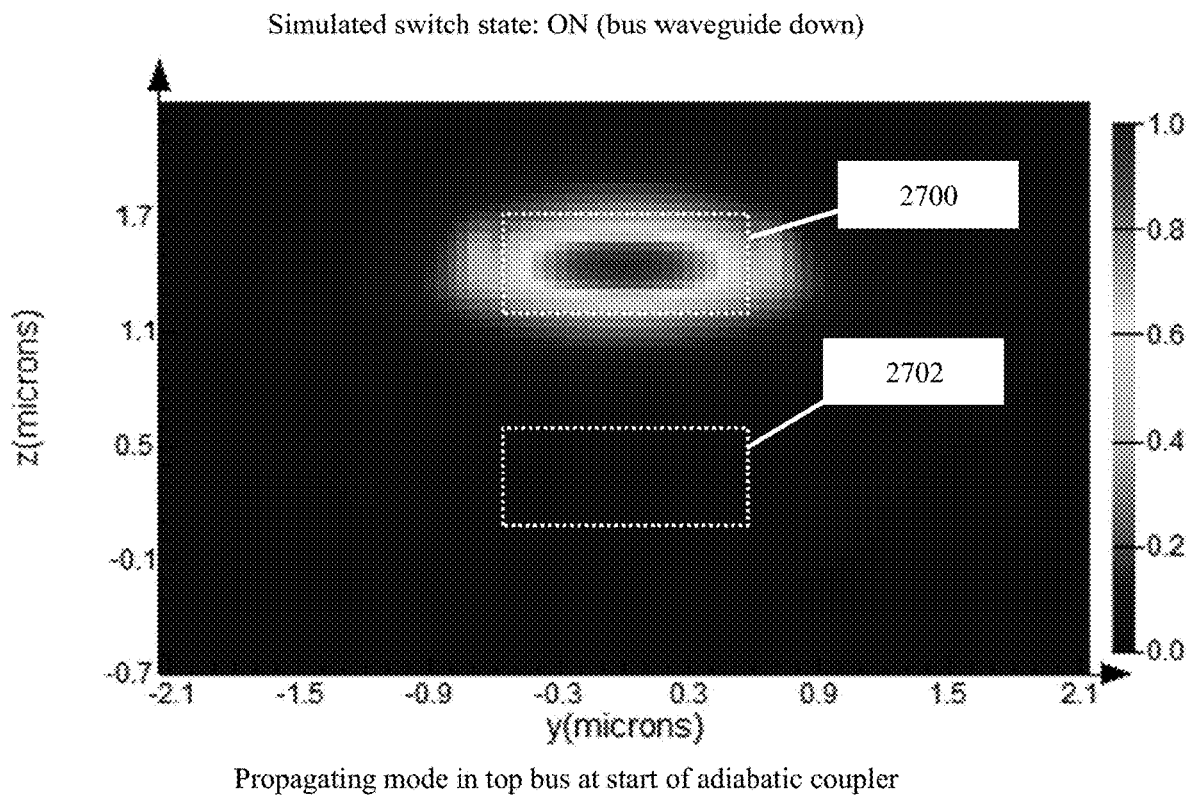 Simulated switch state: ON (bus waveguide down)
1.0
2700
0.8
1.7
0.6
1.1
2702
z(microns)
0.5
0.4
0.2
-0.1
0.0
-0.7
-2.1 -1.5 -0.9 -0.3 0.3 0.9 1.5 2.1
y(microns)
Propagating mode in top bus at start of adiabatic coupler